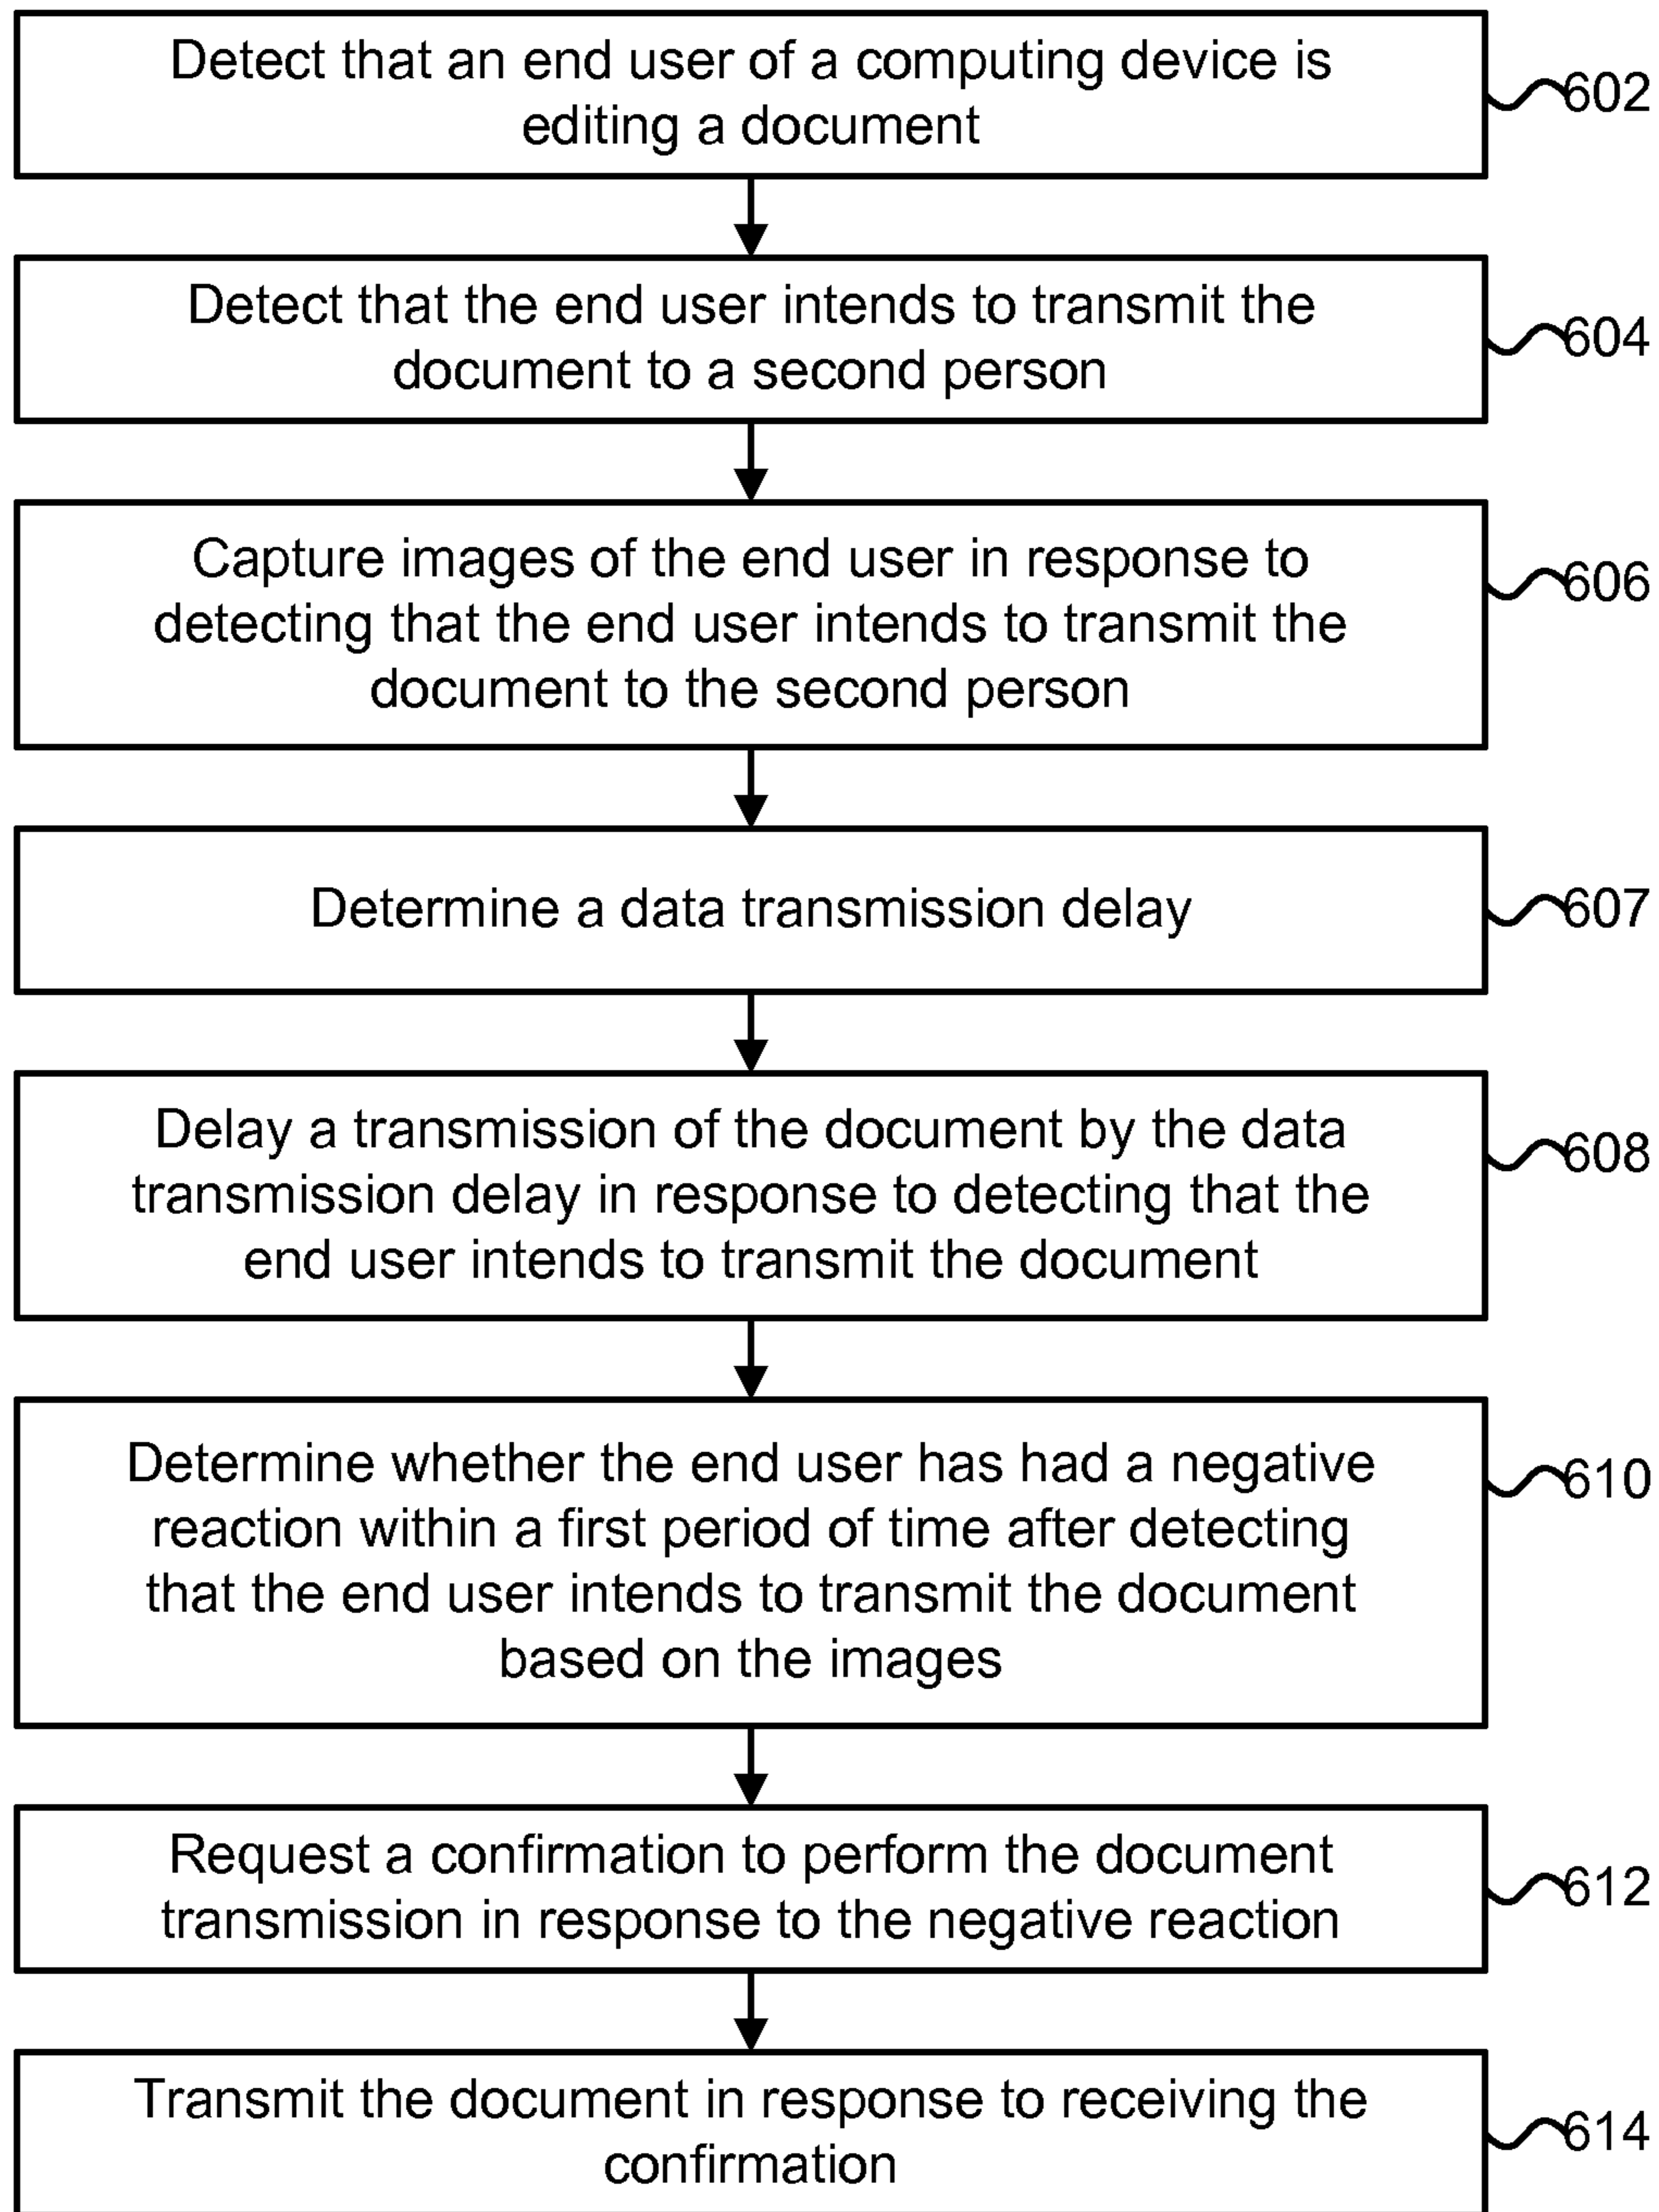 Detect that an end user of a computing device is
editing a document
602
Detect that the end user intends to transmit the
document to a second person
604
Capture images of the end user in response to
detecting that the end user intends to transmit the
document to the second person
606
Determine a data transmission delay
607
Delay a transmission of the document by the data
transmission delay in response to detecting that the
end user intends to transmit the document
608
Determine whether the end user has had a negative
reaction within a first period of time after detecting
that the end user intends to transmit the document
based on the images
610
Request a confirmation to perform the document
transmission in response to the negative reaction
612
Transmit the document in response to receiving the
confirmation
614